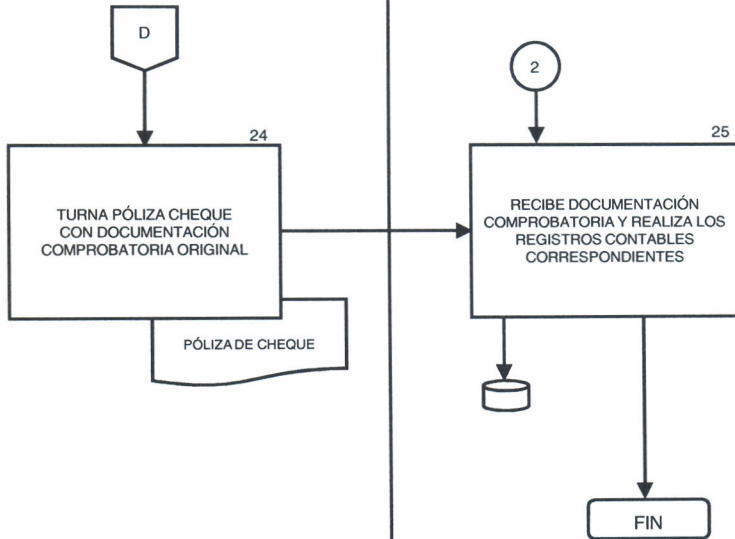 D
24
TURNA PÓLIZA CHEQUE
CON DOCUMENTACIÓN
COMPROBATORIA ORIGINAL
PÓLIZA DE CHEQUE
2
25
RECIBE DOCUMENTACIÓN
COMPROBATORIA Y REALIZA LOS
REGISTROS CONTABLES
CORRESPONDIENTES
FIN